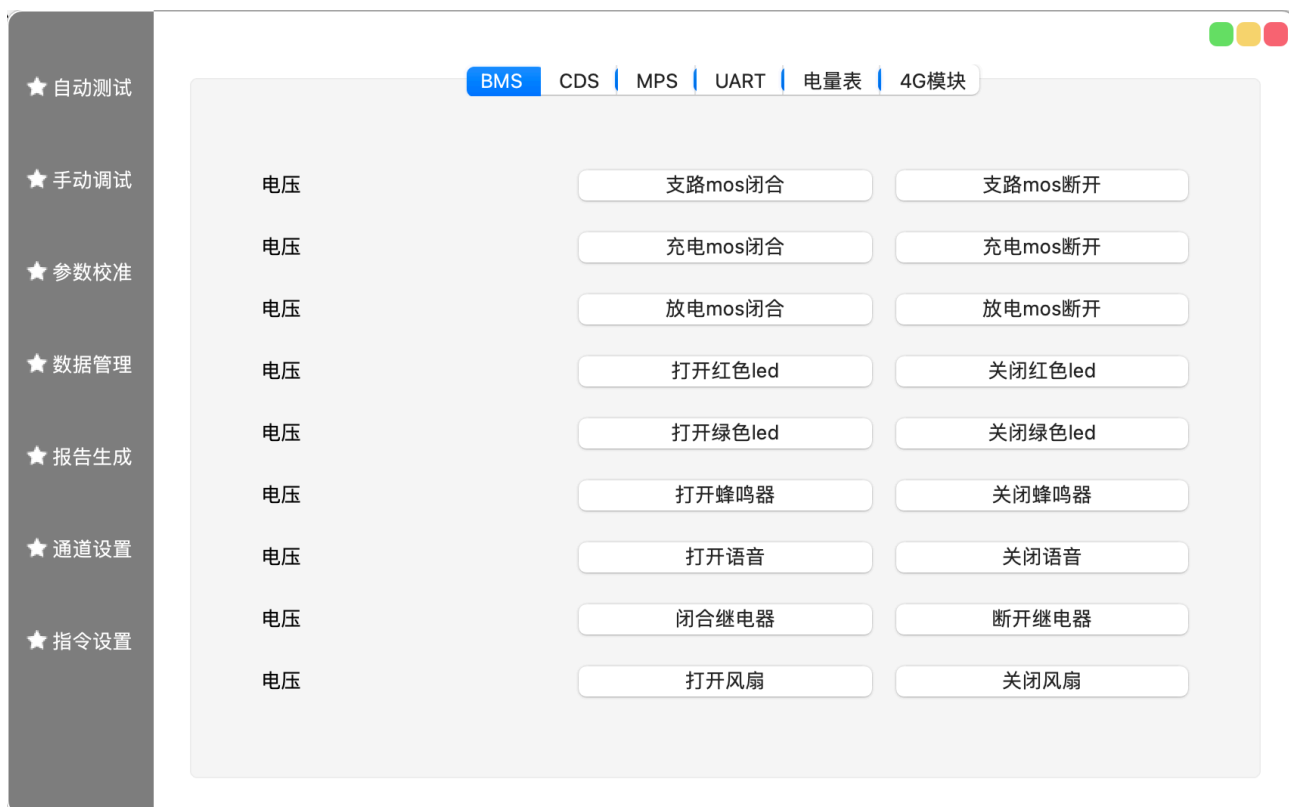 自动测试
手动调试
参数校准
数据管理
报告生成
通道设置
指令设置
BMS CDS MPS UART 电量表 4G模块
电压 支路mos闭合 支路mos断开
电压 充电mos闭合 充电mos断开
电压 放电mos闭合 放电mos断开
电压 打开红色led 关闭红色led
电压 打开绿色led 关闭绿色led
电压 打开蜂鸣器 关闭蜂鸣器
电压 打开语音 关闭语音
电压 闭合继电器 断开继电器
电压 打开风扇 关闭风扇